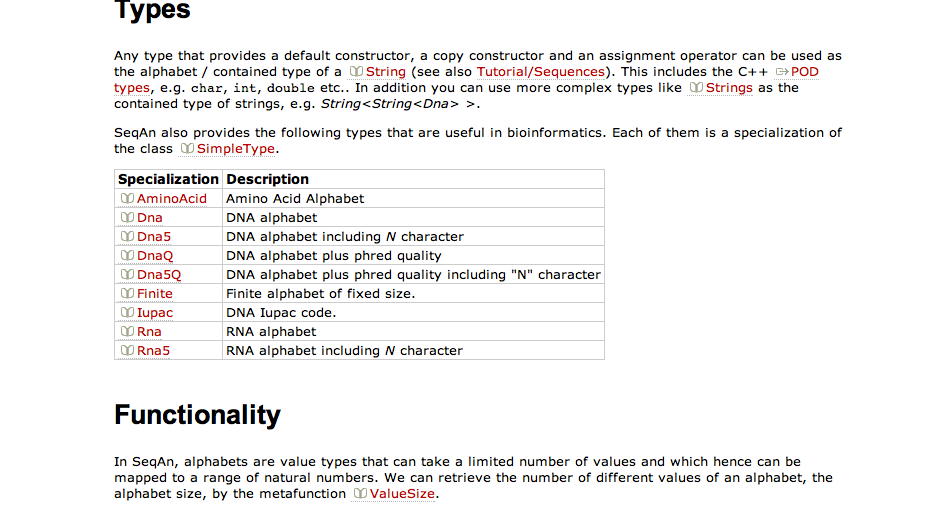 Types
Any type that provides a default constructor, a copy constructor and an assignment operator can be used as
the alphabet / contained type of a String (see also Tutorial/Sequences). This includes the C++ POD
types, e.g. char, int, double etc.. In addition you can use more complex types like Strings as the
contained type of strings, e.g. String<String<Dna> >.
SeqAn also provides the following types that are useful in bioinformatics. Each of them is a specialization of
the class SimpleType.
Specialization Description
AminoAcid Amino Acid Alphabet
Dna DNA alphabet
Dna5 DNA alphabet including N character
DnaQ DNA alphabet plus phred quality
Dna5Q DNA alphabet plus phred quality including "N" character
Finite Finite alphabet of fixed size.
Iupac DNA Iupac code.
Rna RNA alphabet
Rna5 RNA alphabet including N character
Functionality
In SeqAn, alphabets are value types that can take a limited number of values and which hence can be
mapped to a range of natural numbers. We can retrieve the number of different values of an alphabet, the
alphabet size, by the metafunction ValueSize.